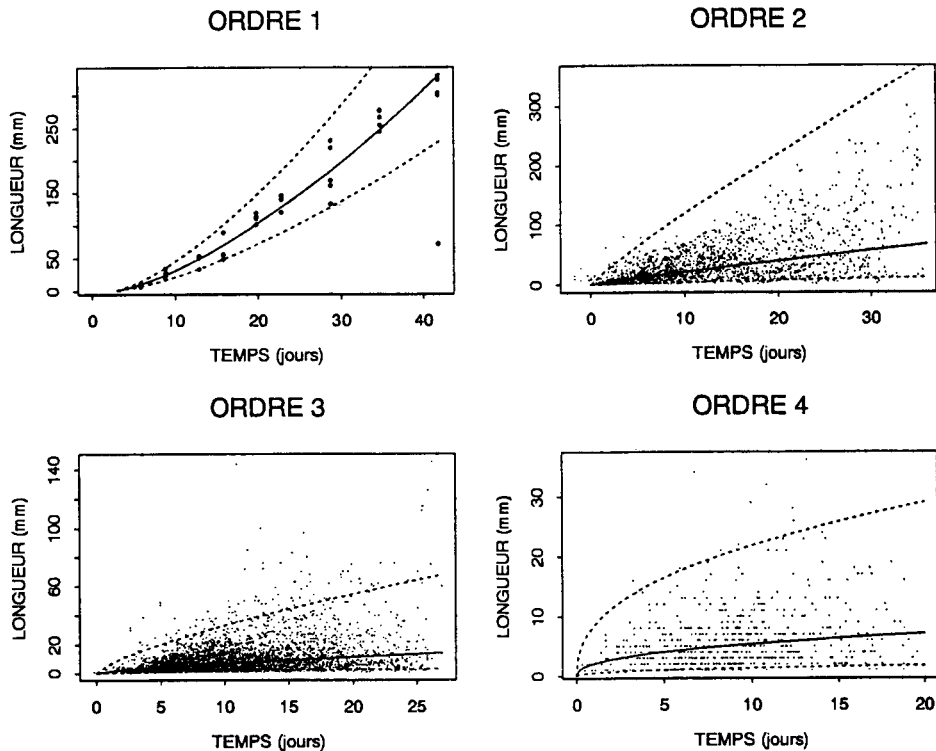 ORDRE 1
LONGUEUR (mm)
250
150
50
0
0 10 20 30 40
TEMPS (jours)
ORDRE 2
LONGUEUR (mm)
300
200
100
0
0 10 20 30
TEMPS (jours)
ORDRE 3
LONGUEUR (mm)
140
100
60
20
0
0 5 10 15 20 25
TEMPS (jours)
ORDRE 4
LONGUEUR (mm)
30
20
10
0
0 5 10 15 20
TEMPS (jours)